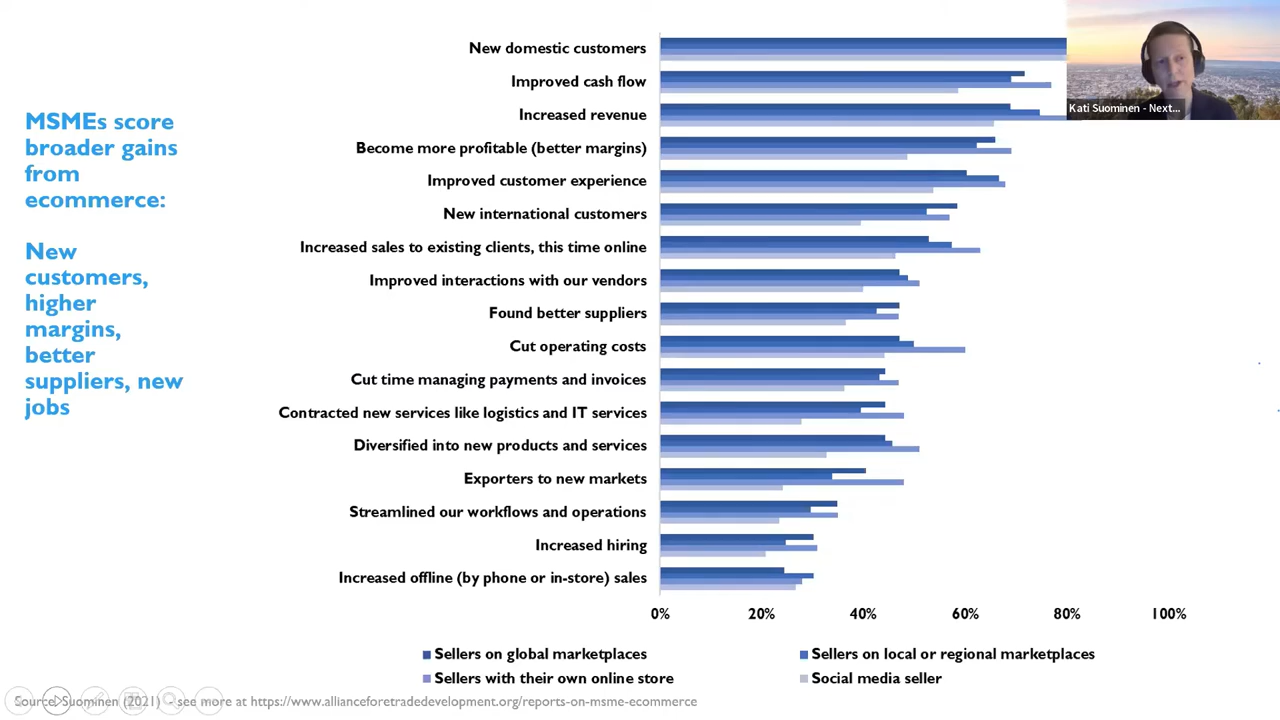 MSMEs score
broader gains
from
ecommerce:
New
customers,
higher
margins,
better
suppliers, new
jobs
New domestic customers
Improved cash flow
Increased revenue
Become more profitable (better margins)
Improved customer experience
New international customers
Increased sales to existing clients, this time online
Improved interactions with our vendors
Found better suppliers
Cut operating costs
Cut time managing payments and invoices
Contracted new services like logistics and IT services
Diversified into new products and services
Exporters to new markets
Streamlined our workflows and operations
Increased hiring
Increased offline (by phone or in-store) sales
0% 20% 40% 60% 80% 100%
Sellers on global marketplaces Sellers on local or regional marketplaces
Sellers with their own online store Social media seller
Source: Suominen (2021) - see more at https://www.allianceforetradedevelopment.org/reports-on-msme-ecommerce
Kati Suominen - Next...